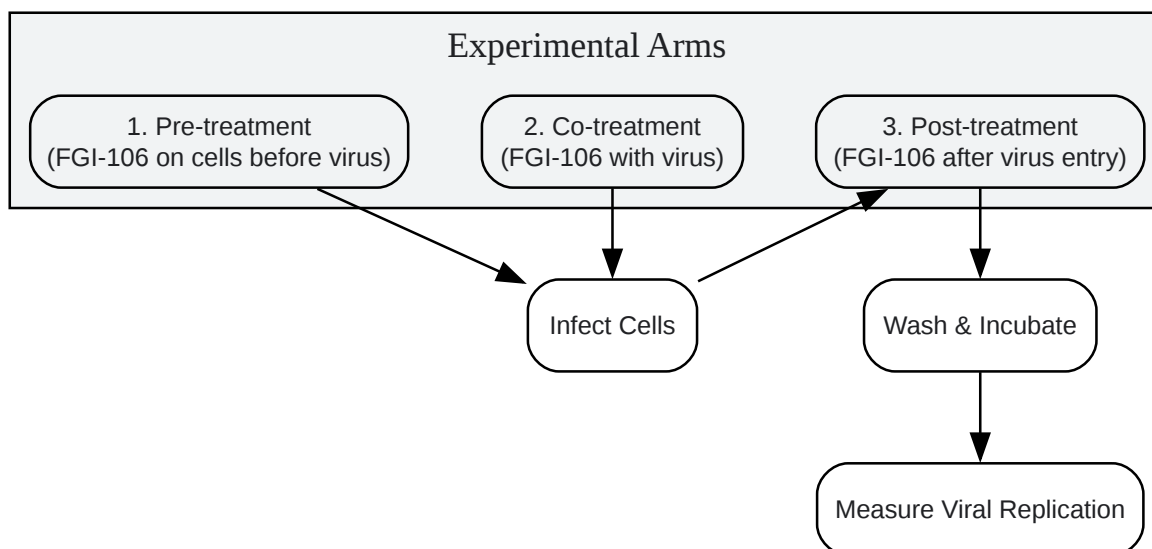 Experimental Arms
1. Pre-treatment
(FGI-106 on cells before virus)
2. Co-treatment
(FGI-106 with virus)
3. Post-treatment
(FGI-106 after virus entry)
Infect Cells
Wash & Incubate
Measure Viral Replication